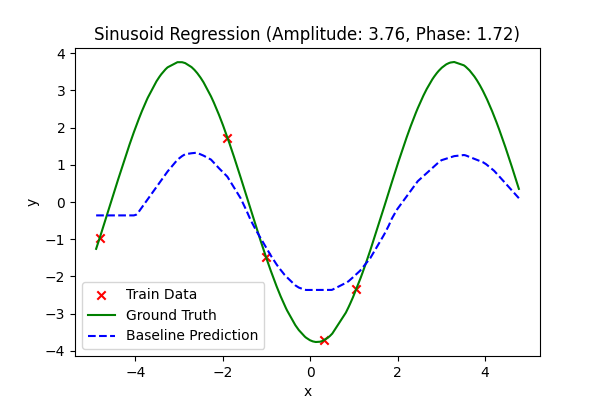 Sinusoid Regression (Amplitude: 3.76, Phase: 1.72)
4
3
2
1
0
−1
−2
−3
−4
y
Train Data
Ground Truth
Baseline Prediction
−4
−2
0
2
4
x